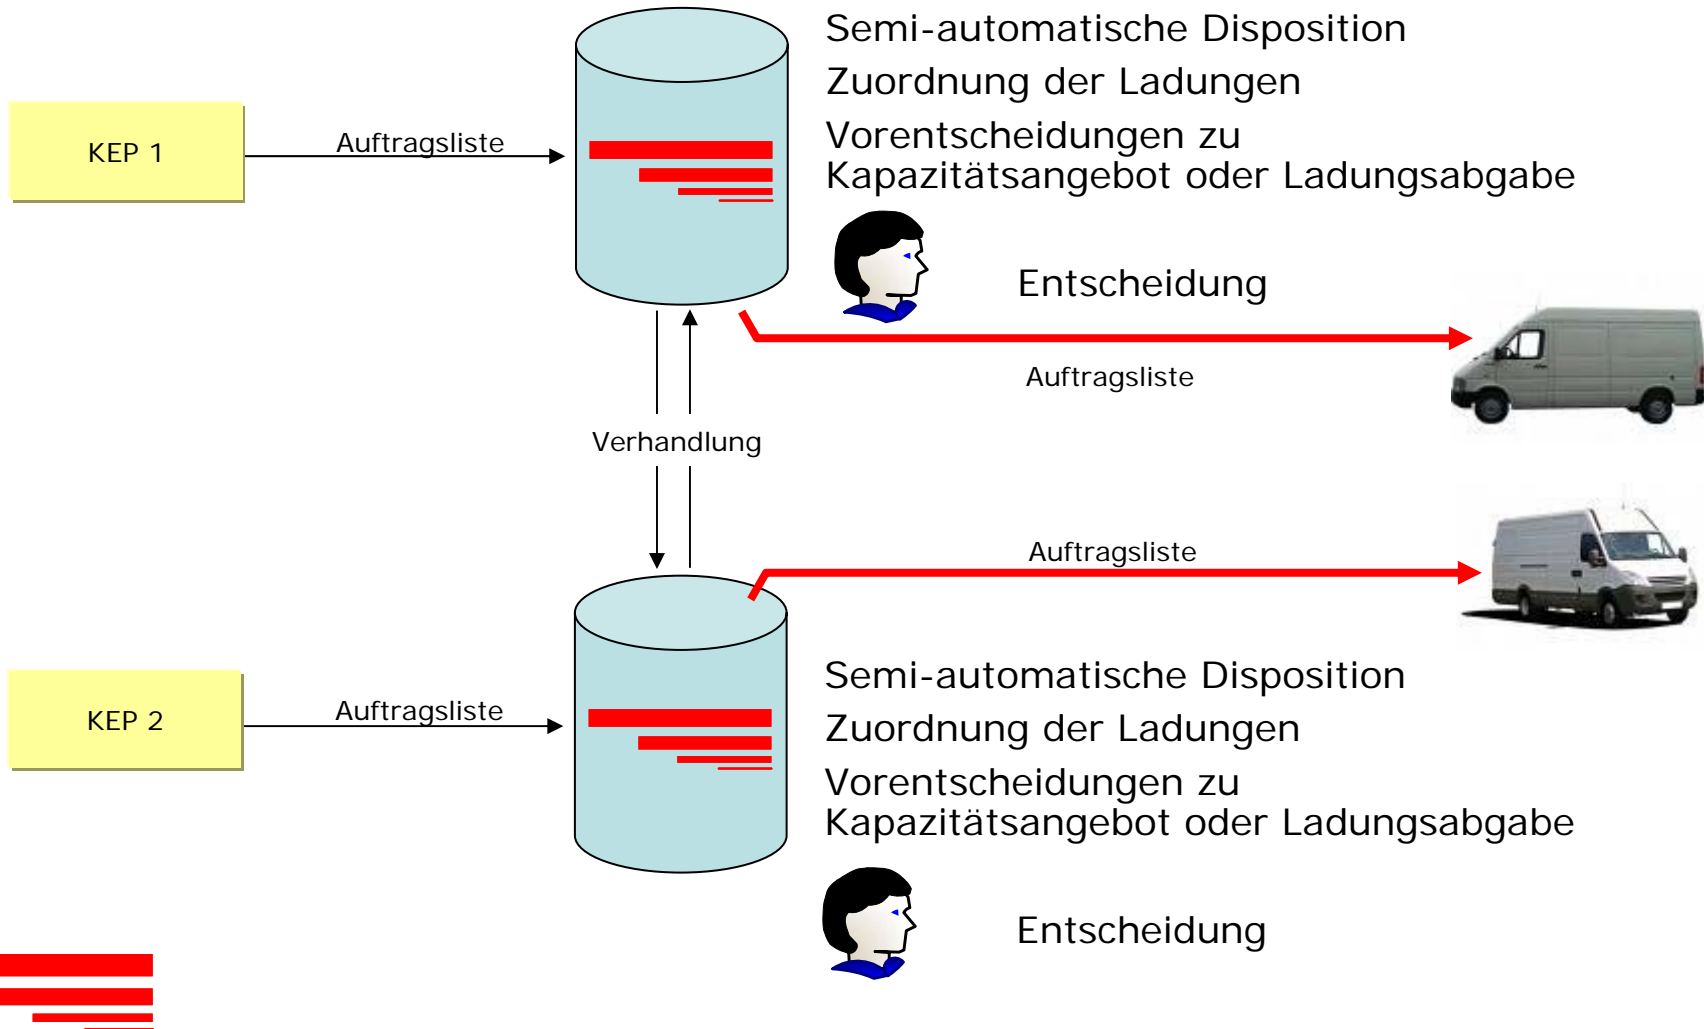 Semi-automatische Disposition
Zuordnung der Ladungen
Vorentscheidungen zu
Kapazitätsangebot oder Ladungsabgabe
KEP 1
Auftragsliste
Entscheidung
Auftragsliste
Verhandlung
Auftragsliste
Semi-automatische Disposition
Zuordnung der Ladungen
Vorentscheidungen zu
Kapazitätsangebot oder Ladungsabgabe
KEP 2
Auftragsliste
Entscheidung